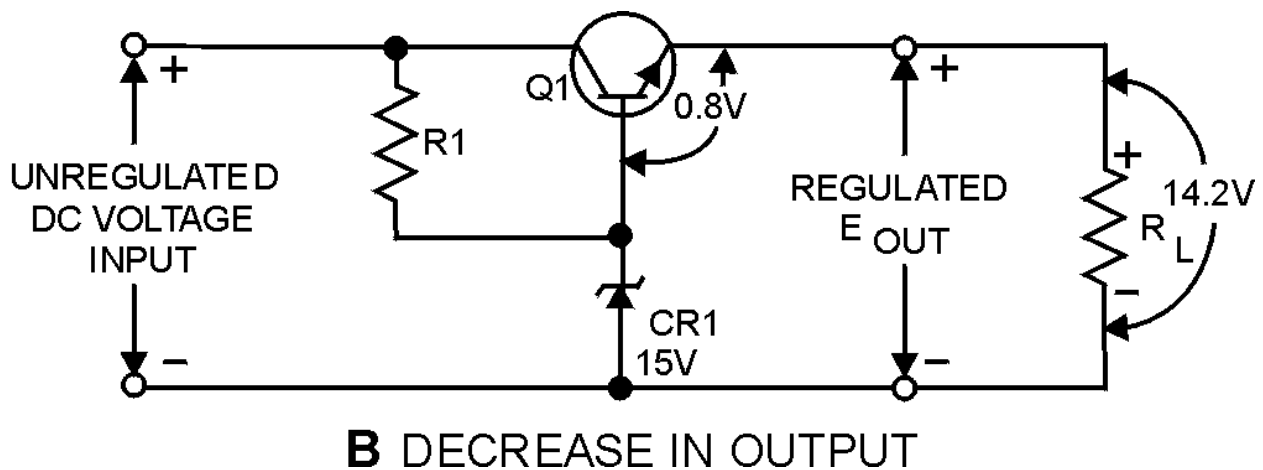 +
Q1
0.8V
+
R1
UNREGULATED
DC VOLTAGE
INPUT
REGULATED
E OUT
+
14.2V
R L
−
CR1
15V
−
−
B DECREASE IN OUTPUT